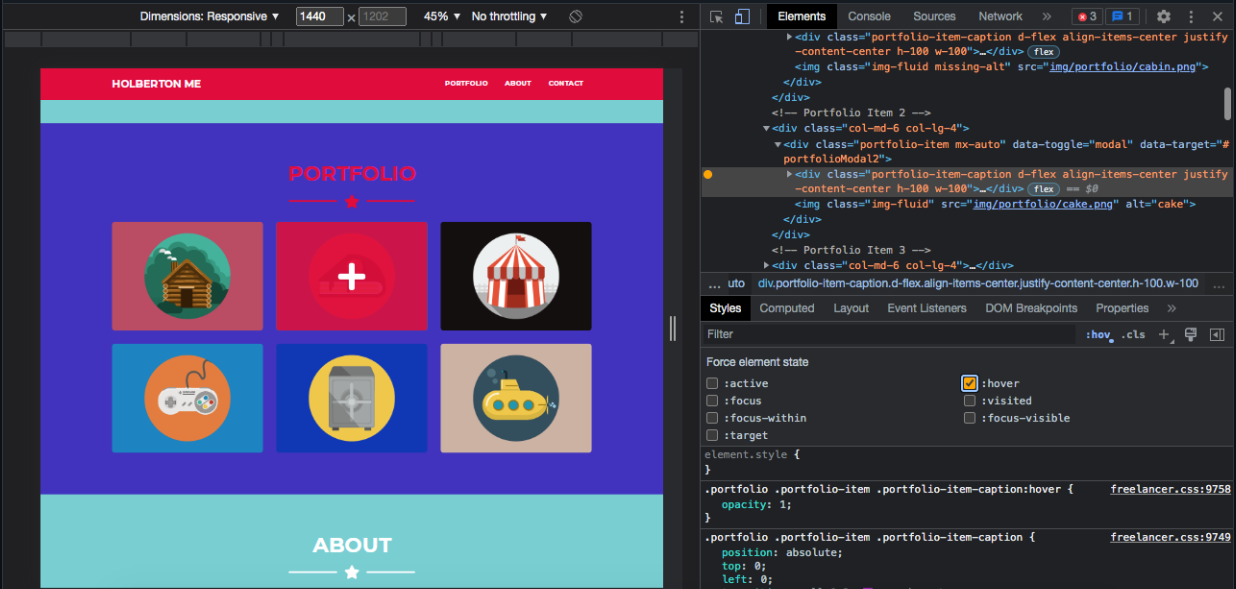 Dimensions: Responsive ▼ 1440 × 1202 45% ▼ No throttling ▼
HOLBERTON ME
PORTFOLIO ABOUT CONTACT
PORTFOLIO
ABOUT
Elements Console Sources Network » 3 1
<div class="portfolio-item-caption d-flex align-items-center justify
-content-center h-100 w-100">…</div> flex
<img class="img-fluid missing-alt" src="img/portfolio/cabin.png">
</div>
</div>
<!-- Portfolio Item 2 -->
<div class="col-md-6 col-lg-4">
<div class="portfolio-item mx-auto" data-toggle="modal" data-target="#
portfolioModal2">
<div class="portfolio-item-caption d-flex align-items-center justify
-content-center h-100 w-100">…</div> flex == $0
<img class="img-fluid" src="img/portfolio/cake.png" alt="cake">
</div>
</div>
<!-- Portfolio Item 3 -->
<div class="col-md-6 col-lg-4">…</div>
… uto div.portfolio-item-caption.d-flex.align-items-center.justify-content-center.h-100.w-100 …
Styles Computed Layout Event Listeners DOM Breakpoints Properties »
Filter :hov .cls +
Force element state
:active :hover
:focus :visited
:focus-within :focus-visible
:target
element.style {
}
.portfolio .portfolio-item .portfolio-item-caption:hover { freelancer.css:9758
opacity: 1;
}
.portfolio .portfolio-item .portfolio-item-caption { freelancer.css:9749
position: absolute;
top: 0;
left: 0;